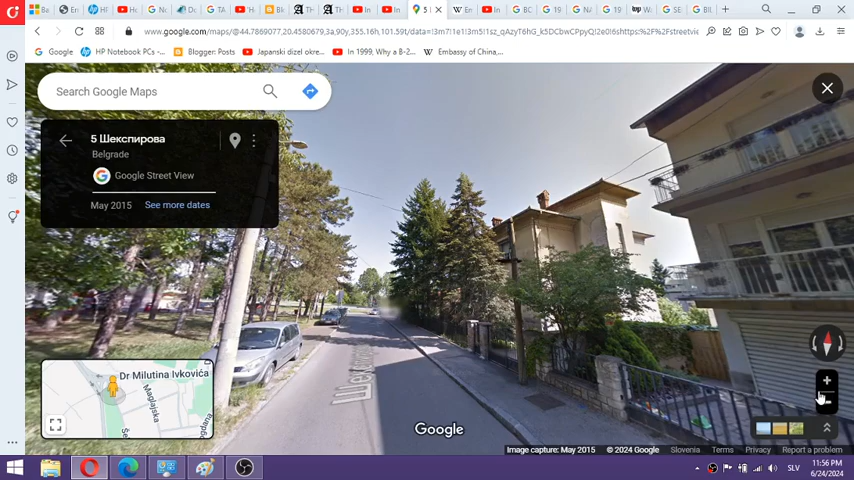 www.google.com/maps/@44.7869077,20.4580679,3a,90y,355.16h,101.59t/data=!3m7!1e1!3m5!1sz_qAzyT6hG_k5DCbwCPpyQ!2e0!6shttps%2F%2Fstreetvie
Google
HP Notebook PCs -...
Blogger: Posts
Japanski dizel okre...
In 1999, Why a B-2...
Embassy of China,...
Search Google Maps
5 Шекспирова
Belgrade
Google Street View
May 2015
See more dates
Dr Milutina Ivkovića
Maglajska
Google
Image capture: May 2015
© 2024 Google
Slovenia
Terms
Privacy
Report a problem
SLV
11:56 PM
6/24/2024